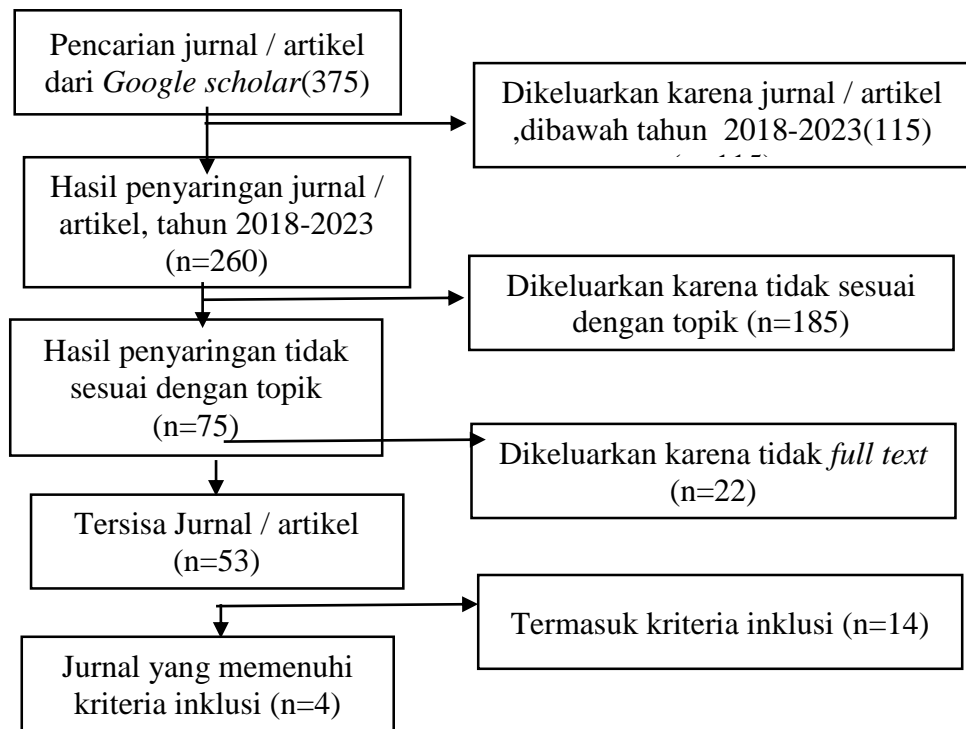 Pencarian jurnal / artikel
dari Google scholar(375)
Dikeluarkan karena jurnal / artikel
,dibawah tahun 2018-2023(115)
Hasil penyaringan jurnal /
artikel, tahun 2018-2023
(n=260)
Dikeluarkan karena tidak sesuai
dengan topik (n=185)
Hasil penyaringan tidak
sesuai dengan topik
(n=75)
Dikeluarkan karena tidak full text
(n=22)
Tersisa Jurnal / artikel
(n=53)
Termasuk kriteria inklusi (n=14)
Jurnal yang memenuhi
kriteria inklusi (n=4)